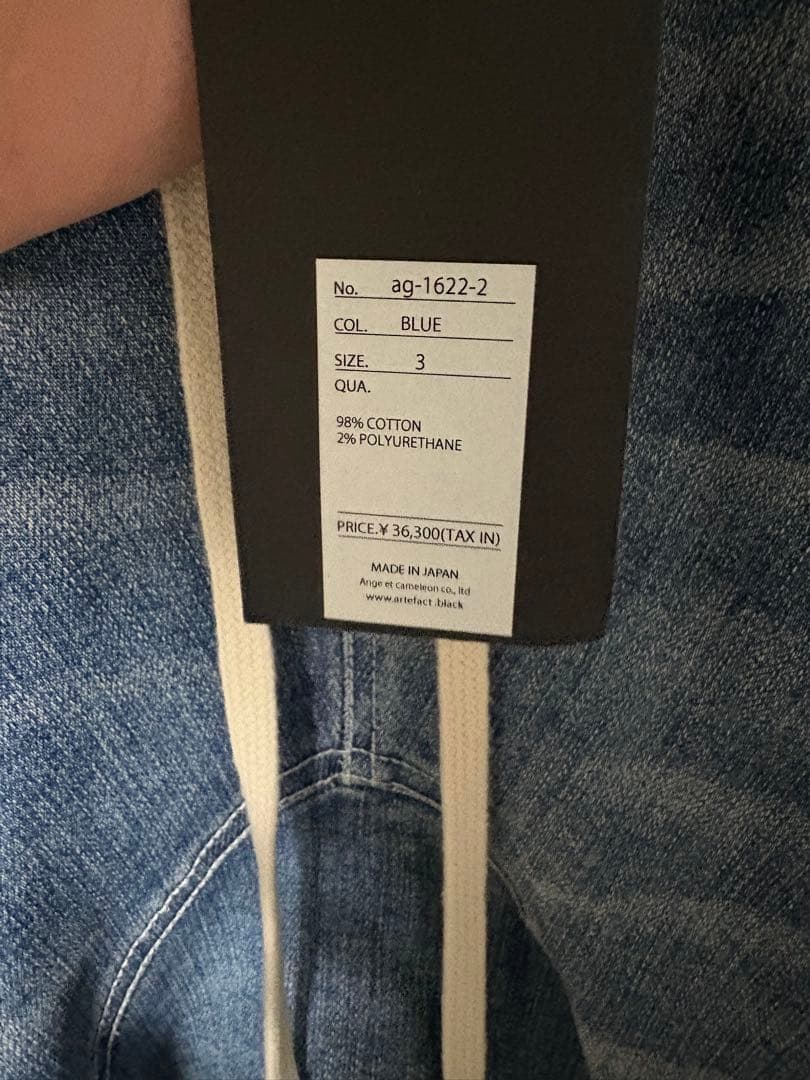 No. ag-1622-2
COL. BLUE
SIZE. 3
QUA.
98% COTTON
2% POLYURETHANE
PRICE.¥ 36,300(TAX IN)
MADE IN JAPAN
Ange et cameleon co., ltd
www.artefact.black